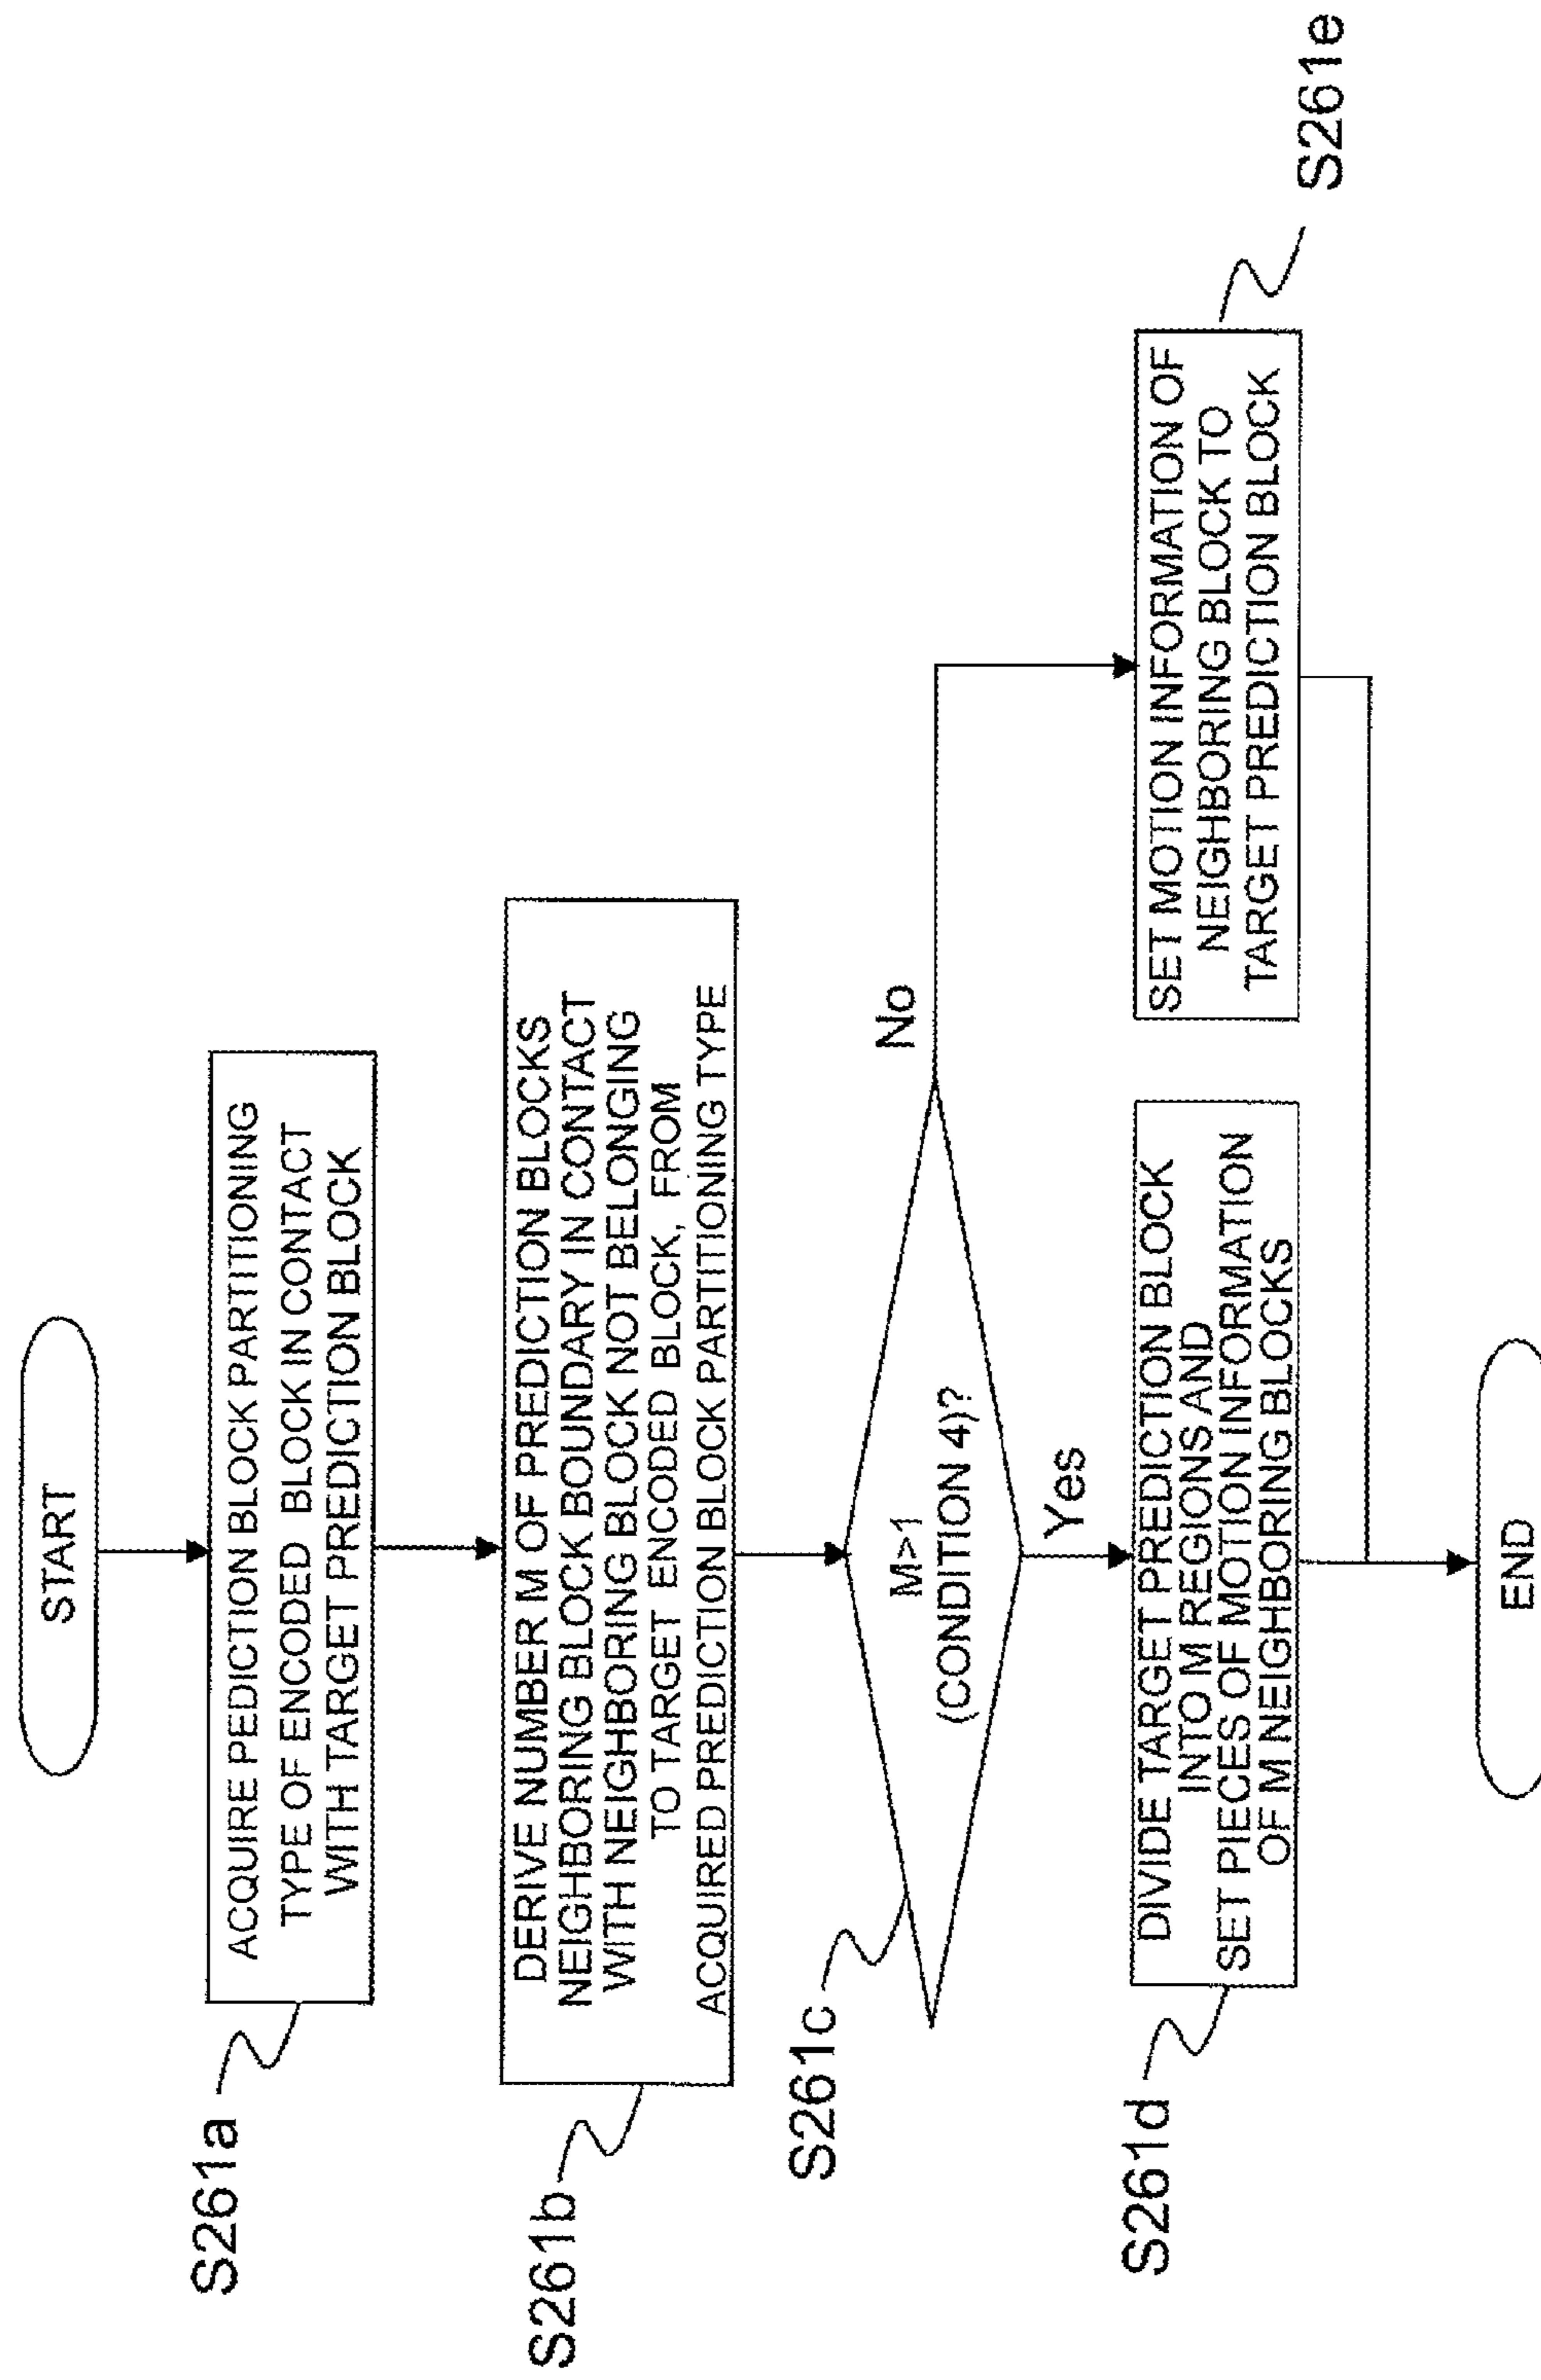 START
S261a
ACQUIRE PEDICTION BLOCK PARTITIONING
TYPE OF ENCODED BLOCK IN CONTACT
WITH TARGET PREDICTION BLOCK
S261b
DERIVE NUMBER M OF PREDICTION BLOCKS
NEIGHBORING BLOCK BOUNDARY IN CONTACT
WITH NEIGHBORING BLOCK NOT BELONGING
TO TARGET ENCODED BLOCK, FROM
ACQUIRED PREDICTION BLOCK PARTITIONING TYPE
S261c
M>1
(CONDITION 4)?
No
Yes
S261d
DIVIDE TARGET PREDICTION BLOCK
INTO M REGIONS AND
SET PIECES OF MOTION INFORMATION
OF M NEIGHBORING BLOCKS
S261e
SET MOTION INFORMATION OF
NEIGHBORING BLOCK TO
TARGET PREDICTION BLOCK
END